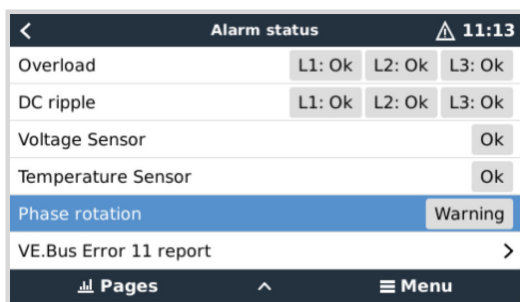 Alarm status 11:13
Overload L1: Ok L2: Ok L3: Ok
DC ripple L1: Ok L2: Ok L3: Ok
Voltage Sensor Ok
Temperature Sensor Ok
Phase rotation Warning
VE.Bus Error 11 report
Pages Menu